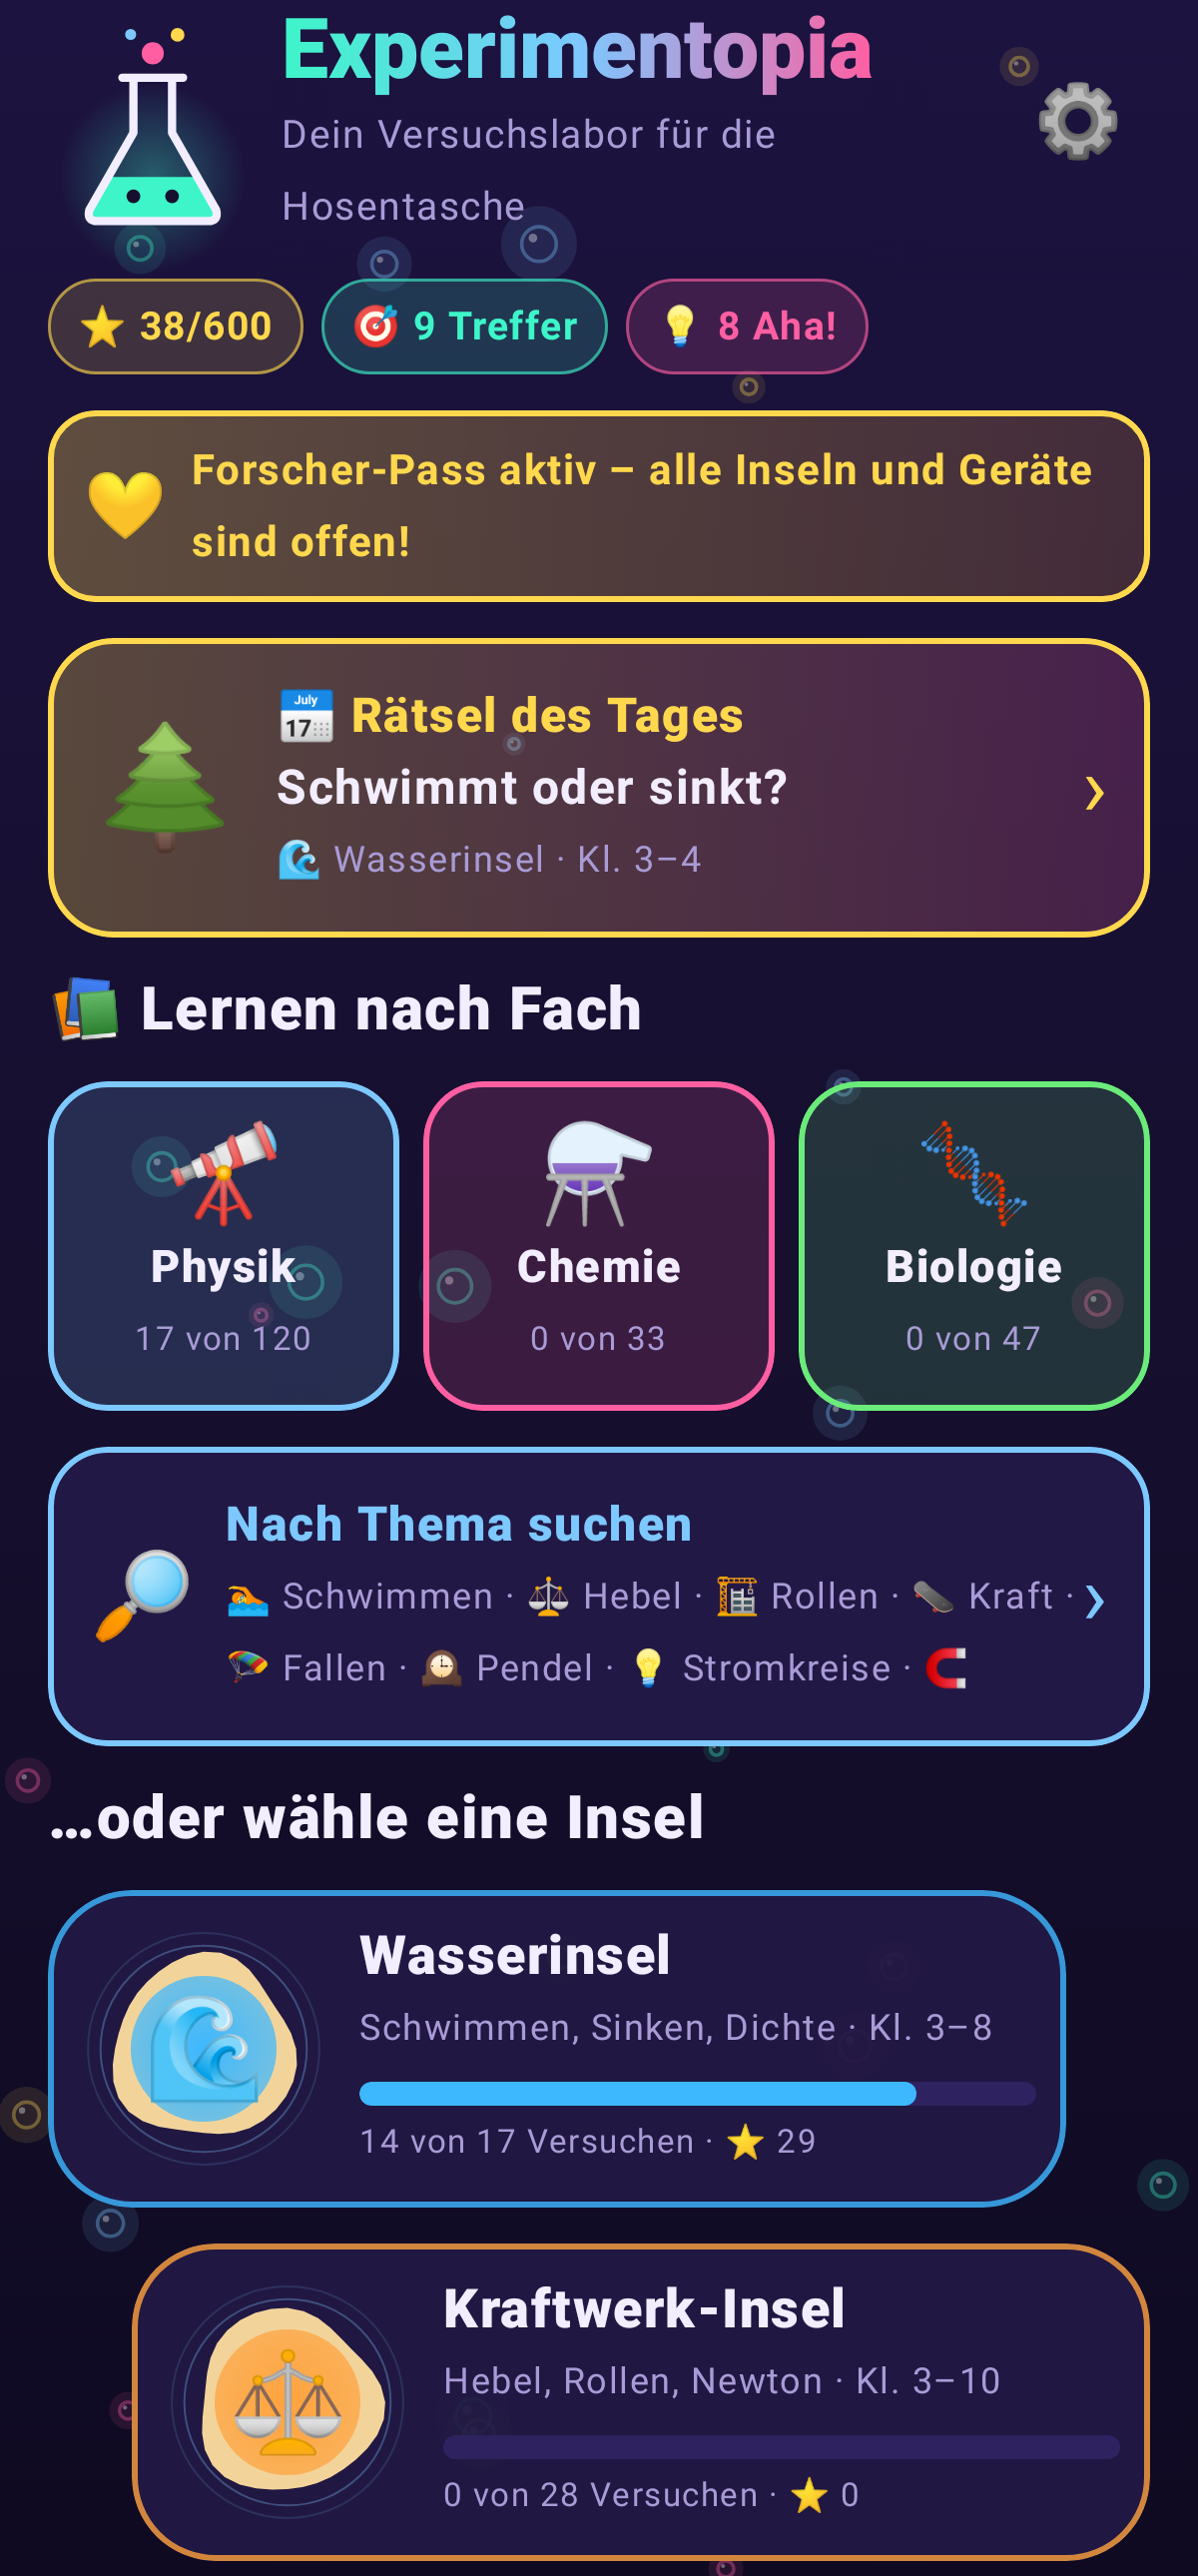 Experimentopia
Dein Versuchslabor für die
Hosentasche
⭐ 38/600
🎯 9 Treffer
💡 8 Aha!
Forscher-Pass aktiv – alle Inseln und Geräte
sind offen!
July
17
Rätsel des Tages
Schwimmt oder sinkt?
🌊 Wasserinsel · Kl. 3–4
›
📚 Lernen nach Fach
Physik
17 von 120
Chemie
0 von 33
Biologie
0 von 47
Nach Thema suchen
🏊 Schwimmen · ⚖️ Hebel · 🏗️ Rollen · 🛹 Kraft ·
🪂 Fallen · 🕰️ Pendel · 💡 Stromkreise · 🧲
›
…oder wähle eine Insel
Wasserinsel
Schwimmen, Sinken, Dichte · Kl. 3–8
14 von 17 Versuchen · ⭐ 29
Kraftwerk-Insel
Hebel, Rollen, Newton · Kl. 3–10
0 von 28 Versuchen · ⭐ 0